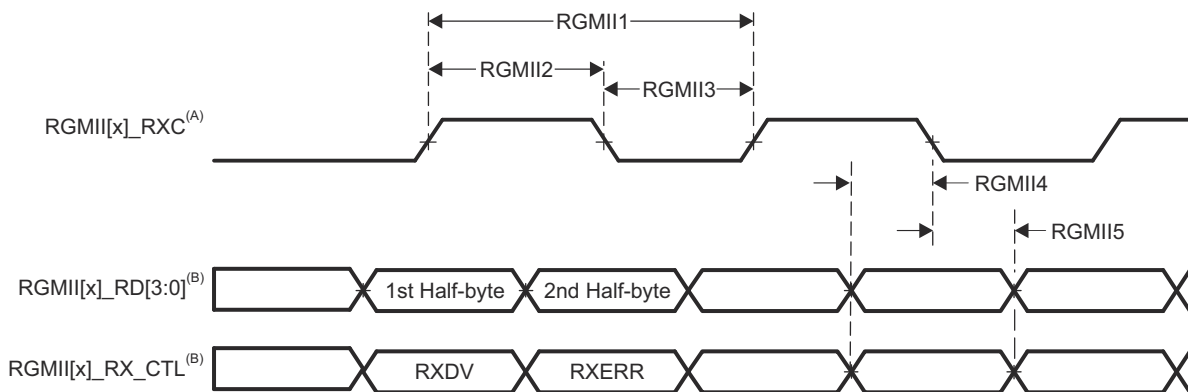 RGMII1
RGMII2
RGMII3
RGMII[x]_RXC(A)
RGMII4
RGMII5
RGMII[x]_RD[3:0](B)
1st Half-byte
2nd Half-byte
RGMII[x]_RX_CTL(B)
RXDV
RXERR